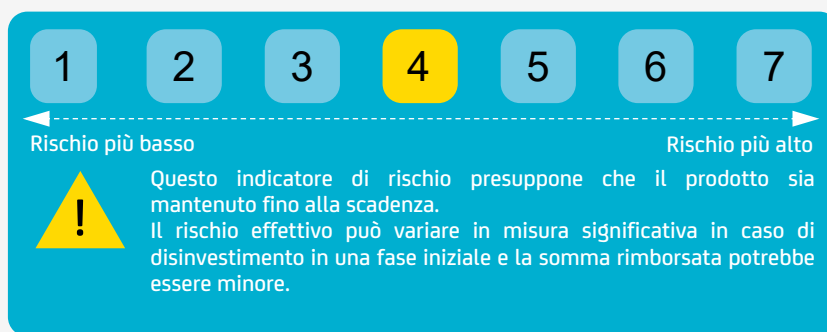 1 2 3 4 5 6 7
Rischio più basso Rischio più alto
!
Questo indicatore di rischio presuppone che il prodotto sia
mantenuto fino alla scadenza.
Il rischio effettivo può variare in misura significativa in caso di
disinvestimento in una fase iniziale e la somma rimborsata potrebbe
essere minore.